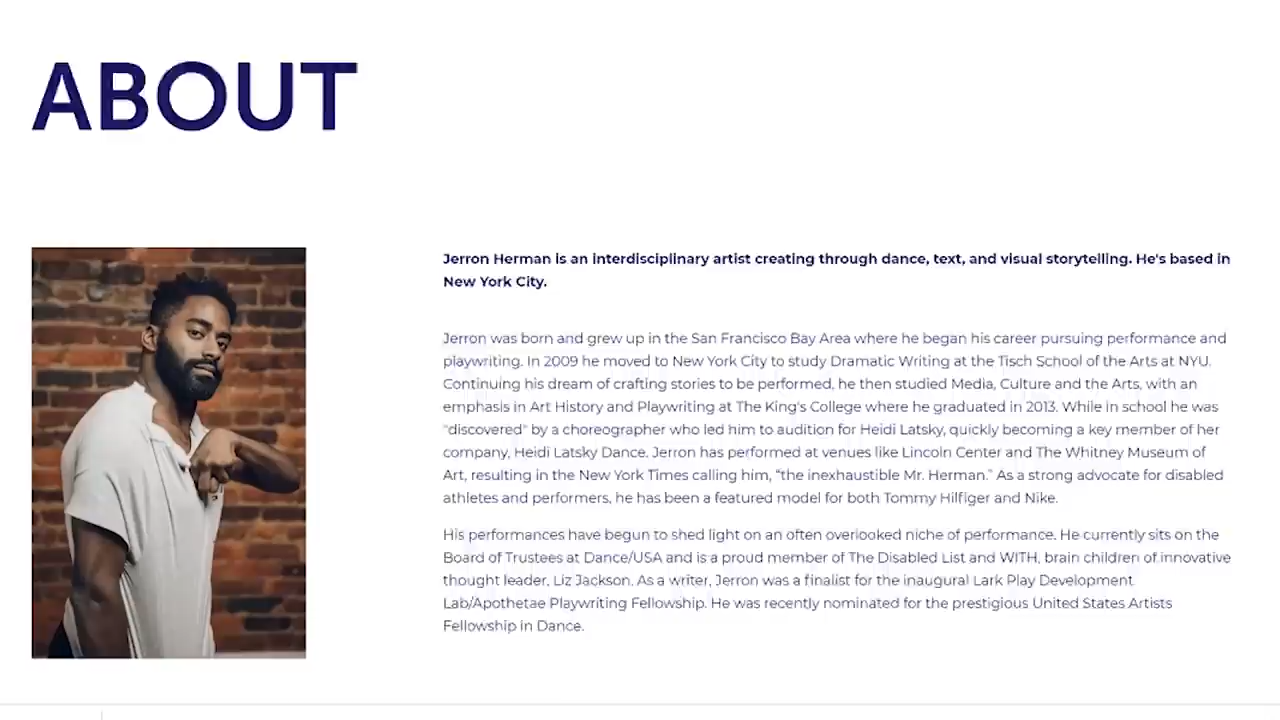 ABOUT
Jerron Herman is an interdisciplinary artist creating through dance, text, and visual storytelling. He's based in
New York City.
Jerron was born and grew up in the San Francisco Bay Area where he began his career pursuing performance and
playwriting. In 2009 he moved to New York City to study Dramatic Writing at the Tisch School of the Arts at NYU.
Continuing his dream of crafting stories to be performed, he then studied Media, Culture and the Arts, with an
emphasis in Art History and Playwriting at The King's College where he graduated in 2013. While in school he was
"discovered" by a choreographer who led him to audition for Heidi Latsky, quickly becoming a key member of her
company, Heidi Latsky Dance. Jerron has performed at venues like Lincoln Center and The Whitney Museum of
Art, resulting in the New York Times calling him, “the inexhaustible Mr. Herman.” As a strong advocate for disabled
athletes and performers, he has been a featured model for both Tommy Hilfiger and Nike.
His performances have begun to shed light on an often overlooked niche of performance. He currently sits on the
Board of Trustees at Dance/USA and is a proud member of The Disabled List and WITH, brain children of innovative
thought leader, Liz Jackson. As a writer, Jerron was a finalist for the inaugural Lark Play Development
Lab/Apothetae Playwriting Fellowship. He was recently nominated for the prestigious United States Artists
Fellowship in Dance.